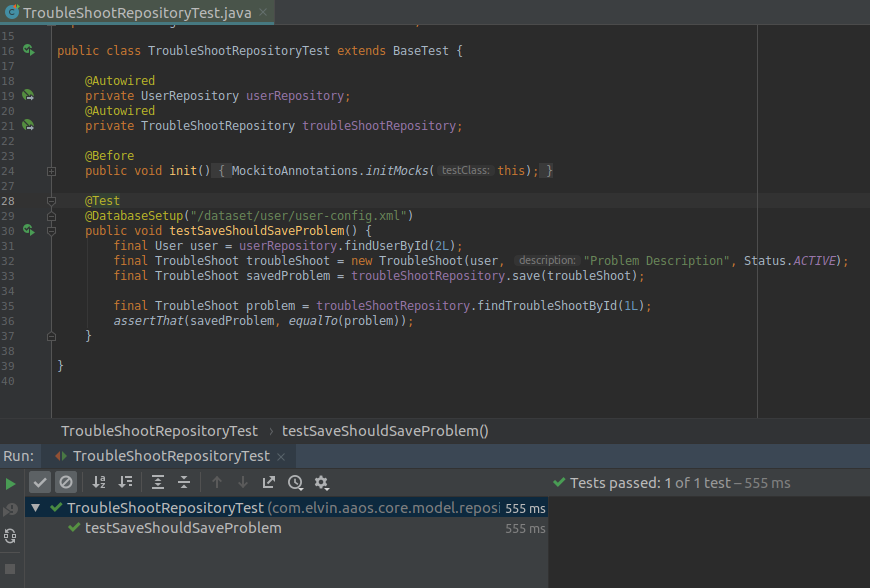 TroubleShootRepositoryTest.java
15
16 public class TroubleShootRepositoryTest extends BaseTest {
17
18 @Autowired
19 private UserRepository userRepository;
20 @Autowired
21 private TroubleShootRepository troubleShootRepository;
22
23 @Before
24 public void init() { MockitoAnnotations.initMocks( testClass: this); }
27
28 @Test
29 @DatabaseSetup("/dataset/user/user-config.xml")
30 public void testSaveShouldSaveProblem() {
31 final User user = userRepository.findUserById(2L);
32 final TroubleShoot troubleShoot = new TroubleShoot(user, description: "Problem Description", Status.ACTIVE);
33 final TroubleShoot savedProblem = troubleShootRepository.save(troubleShoot);
34
35 final TroubleShoot problem = troubleShootRepository.findTroubleShootById(1L);
36 assertThat(savedProblem, equalTo(problem));
37 }
38
39 }
40
TroubleShootRepositoryTest › testSaveShouldSaveProblem()
Run: TroubleShootRepositoryTest
Tests passed: 1 of 1 test – 555 ms
TroubleShootRepositoryTest (com.elvin.aaos.core.model.reposi 555 ms
testSaveShouldSaveProblem 555 ms